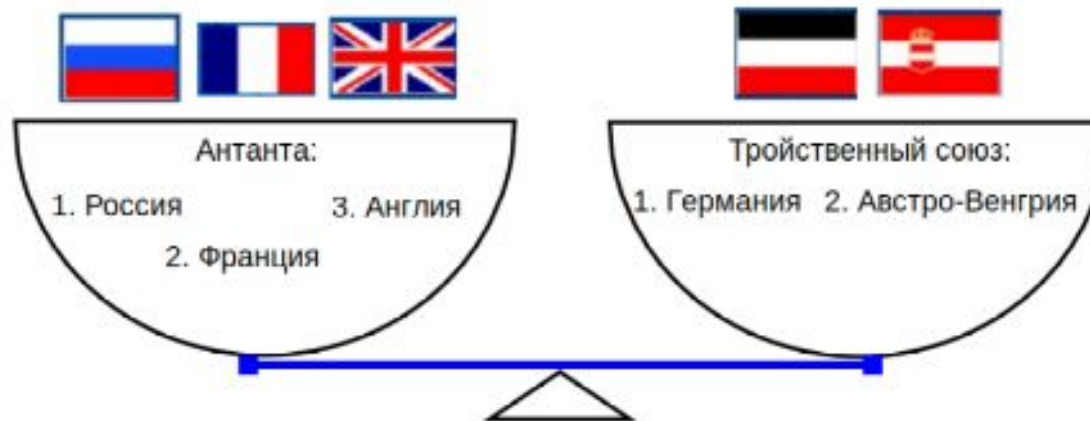 Антанта:
1. Россия
3. Англия
2. Франция
Тройственный союз:
1. Германия 2. Австро-Венгрия